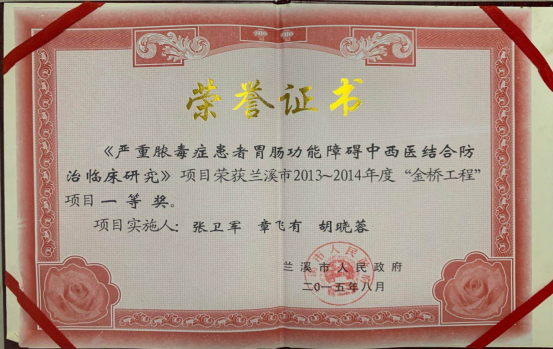 荣誉证书
《严重脓毒症患者胃肠功能障碍中西医结合防
治临床研究》项目荣获兰溪市2013~2014年度“金桥工程”
项目一等奖。
项目实施人：张卫军 章飞有 胡晓蓉
兰溪市人民政府
二〇一五年八月